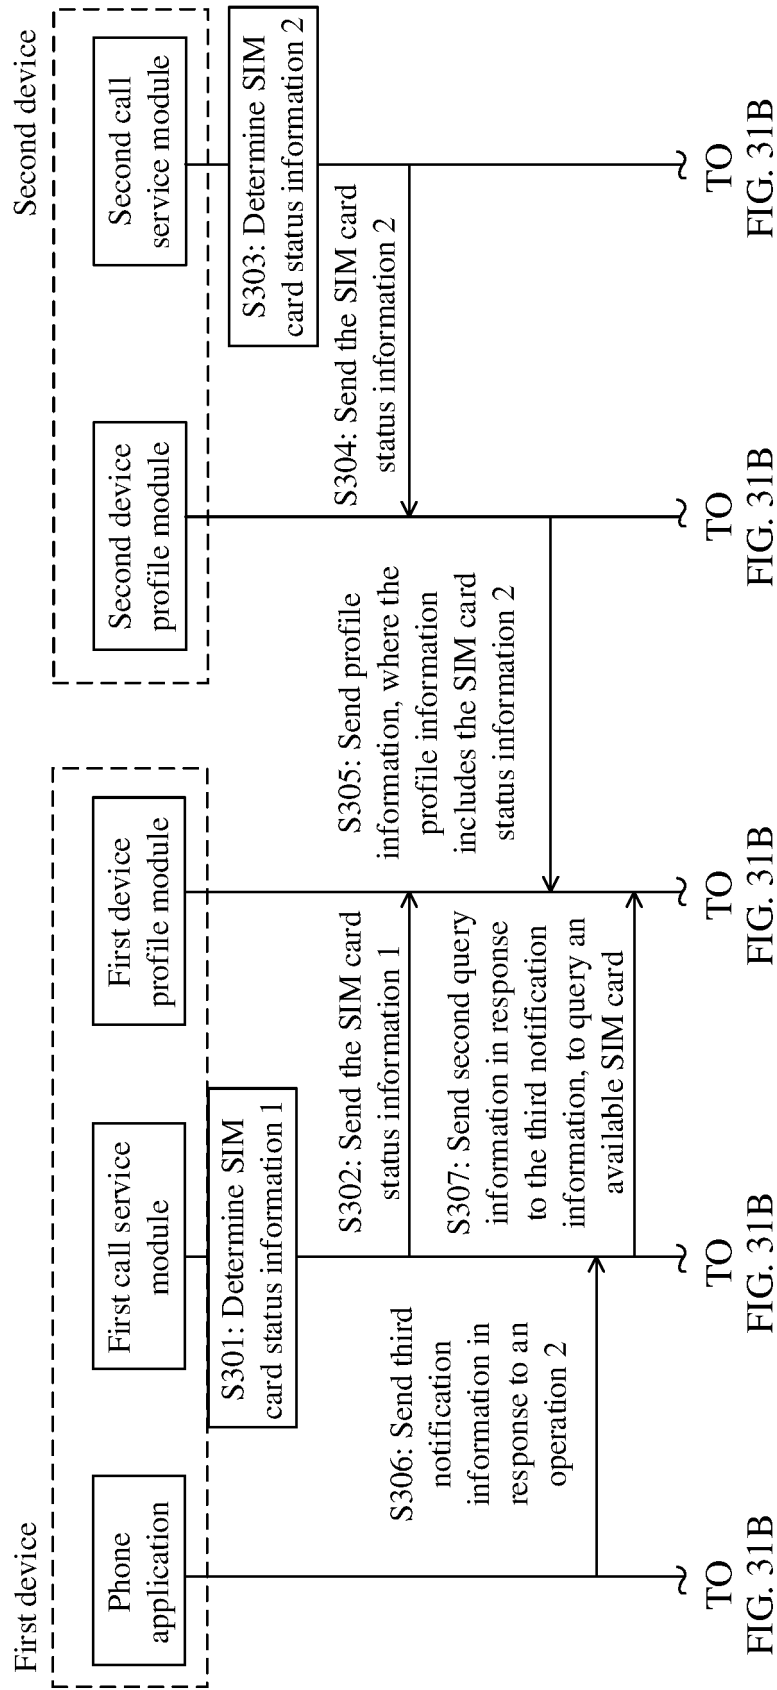 First device
Second device
Phone
application
First call service
module
First device
profile module
Second device
profile module
Second call
service module
S301: Determine SIM
card status information 1
S303: Determine SIM
card status information 2
S302: Send the SIM card
status information 1
S304: Send the SIM card
status information 2
S305: Send profile
information, where the
profile information
includes the SIM card
status information 2
S306: Send third
notification
information in
response to an
operation 2
S307: Send second query
information in response
to the third notification
information, to query an
available SIM card
TO
FIG. 31B
TO
FIG. 31B
TO
FIG. 31B
TO
FIG. 31B
TO
FIG. 31B